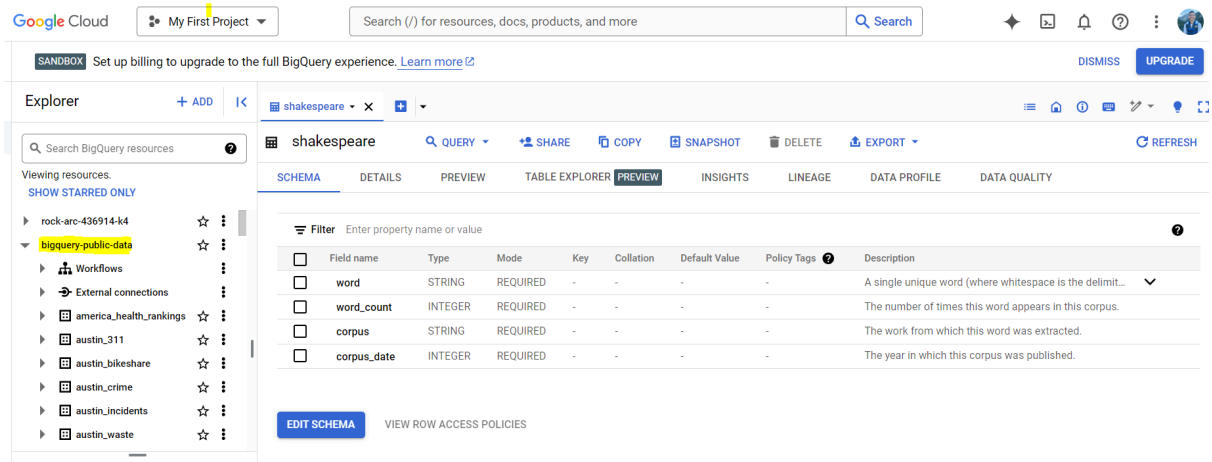 Google Cloud
My First Project
Search (/) for resources, docs, products, and more
Search
SANDBOX Set up billing to upgrade to the full BigQuery experience. Learn more
DISMISS
UPGRADE
Explorer
+ ADD
Search BigQuery resources
Viewing resources.
SHOW STARRED ONLY
rock-arc-436914-k4
bigquery-public-data
Workflows
External connections
america_health_rankings
austin_311
austin_bikeshare
austin_crime
austin_incidents
austin_waste
shakespeare
shakespeare
QUERY
SHARE
COPY
SNAPSHOT
DELETE
EXPORT
REFRESH
SCHEMA DETAILS PREVIEW TABLE EXPLORER PREVIEW INSIGHTS LINEAGE DATA PROFILE DATA QUALITY
Filter Enter property name or value
Field name Type Mode Key Collation Default Value Policy Tags Description
word STRING REQUIRED - - - - A single unique word (where whitespace is the delimit...
word_count INTEGER REQUIRED - - - - The number of times this word appears in this corpus.
corpus STRING REQUIRED - - - - The work from which this word was extracted.
corpus_date INTEGER REQUIRED - - - - The year in which this corpus was published.
EDIT SCHEMA
VIEW ROW ACCESS POLICIES